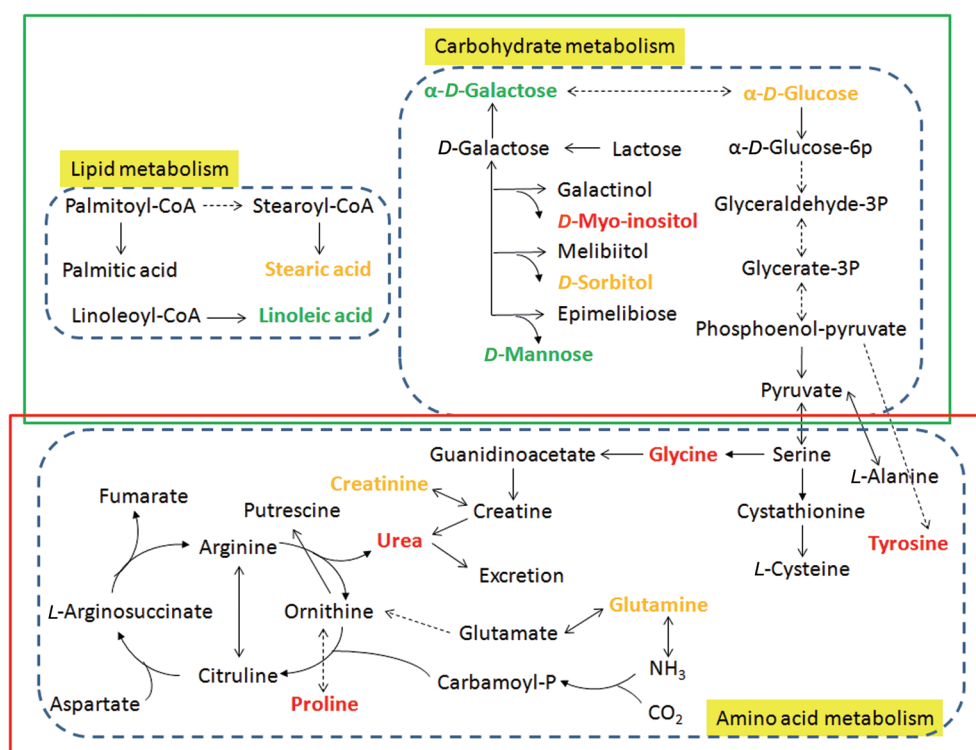 Carbohydrate metabolism
α-D-Galactose
α-D-Glucose
D-Galactose
Lactose
α-D-Glucose-6p
Galactinol
D-Myo-inositol
Glyceraldehyde-3P
Melibiitol
D-Sorbitol
Glycerate-3P
Epimelibiose
D-Mannose
Phosphoenol-pyruvate
Pyruvate
Lipid metabolism
Palmitoyl-CoA
Stearoyl-CoA
Palmitic acid
Stearic acid
Linoleoyl-CoA
Linoleic acid
Guanidinoacetate
Glycine
Serine
L-Alanine
Creatinine
Creatine
Cystathionine
Fumarate
Putrescine
Arginine
Urea
Excretion
L-Cysteine
Tyrosine
L-Arginosuccinate
Ornithine
Glutamate
Glutamine
Citruline
Carbamoyl-P
NH3
Aspartate
Proline
CO2
Amino acid metabolism